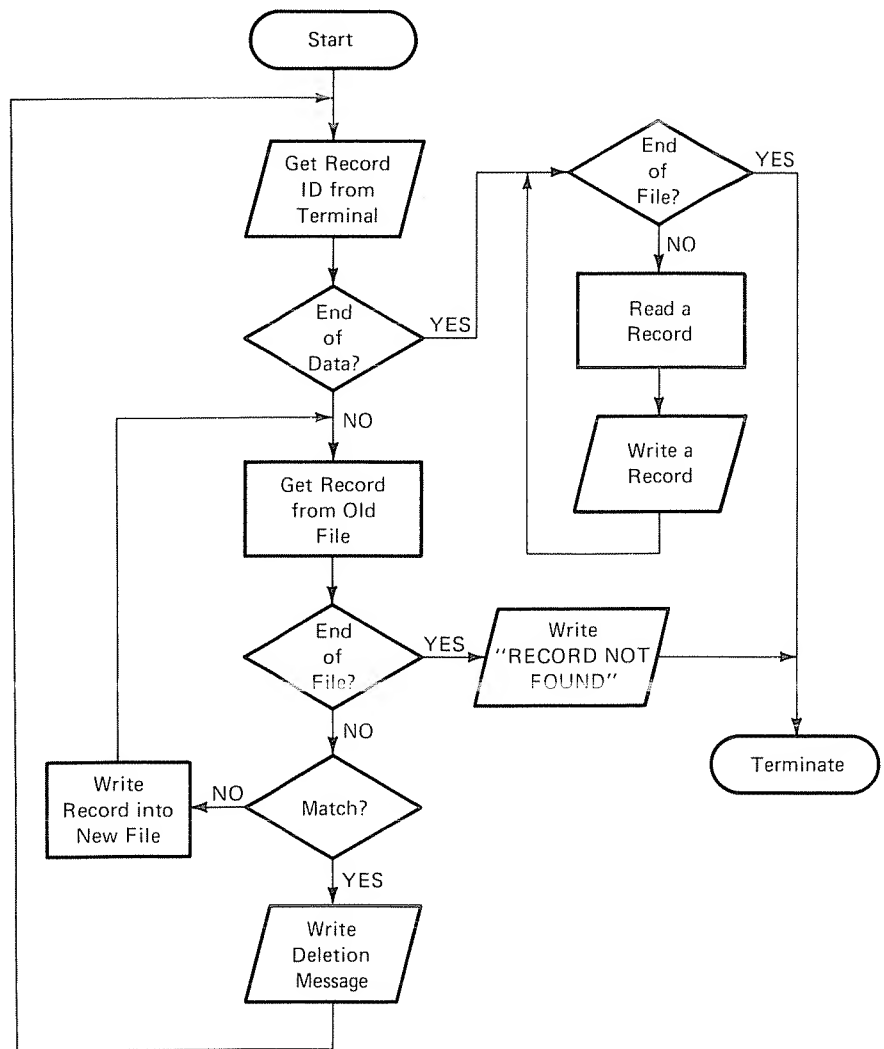 Start
Get Record
ID from
Terminal
End
of
Data?
YES
NO
Get Record
from Old
File
End
of
File?
YES
Write
"RECORD NOT
FOUND"
NO
Match?
NO
Write
Record into
New File
YES
Write
Deletion
Message
End
of
File?
YES
NO
Read a
Record
Write a
Record
Terminate